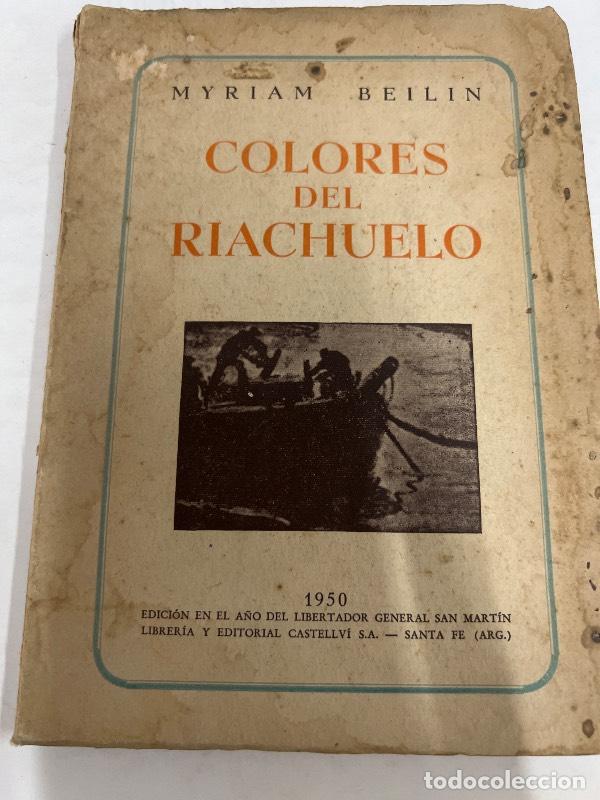 MYRIAM BEILIN
COLORES
DEL
RIACHUELO
1950
EDICIÓN EN EL AÑO DEL LIBERTADOR GENERAL SAN MARTÍN
LIBRERÍA Y EDITORIAL CASTELLVÍ S.A. — SANTA FE (ARG.)
todocoleccion